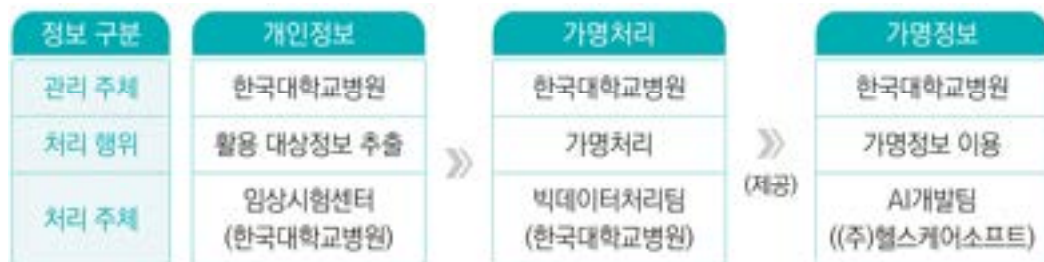 정보 구분 개인정보 가명처리 가명정보
관리 주체 한국대학교병원 한국대학교병원 한국대학교병원
처리 행위 활용 대상정보 추출 가명처리 가명정보 이용
(제공)
처리 주체 임상시험센터 빅데이터처리팀 AI개발팀
(한국대학교병원) (한국대학교병원) ((주)헬스케어소프트)